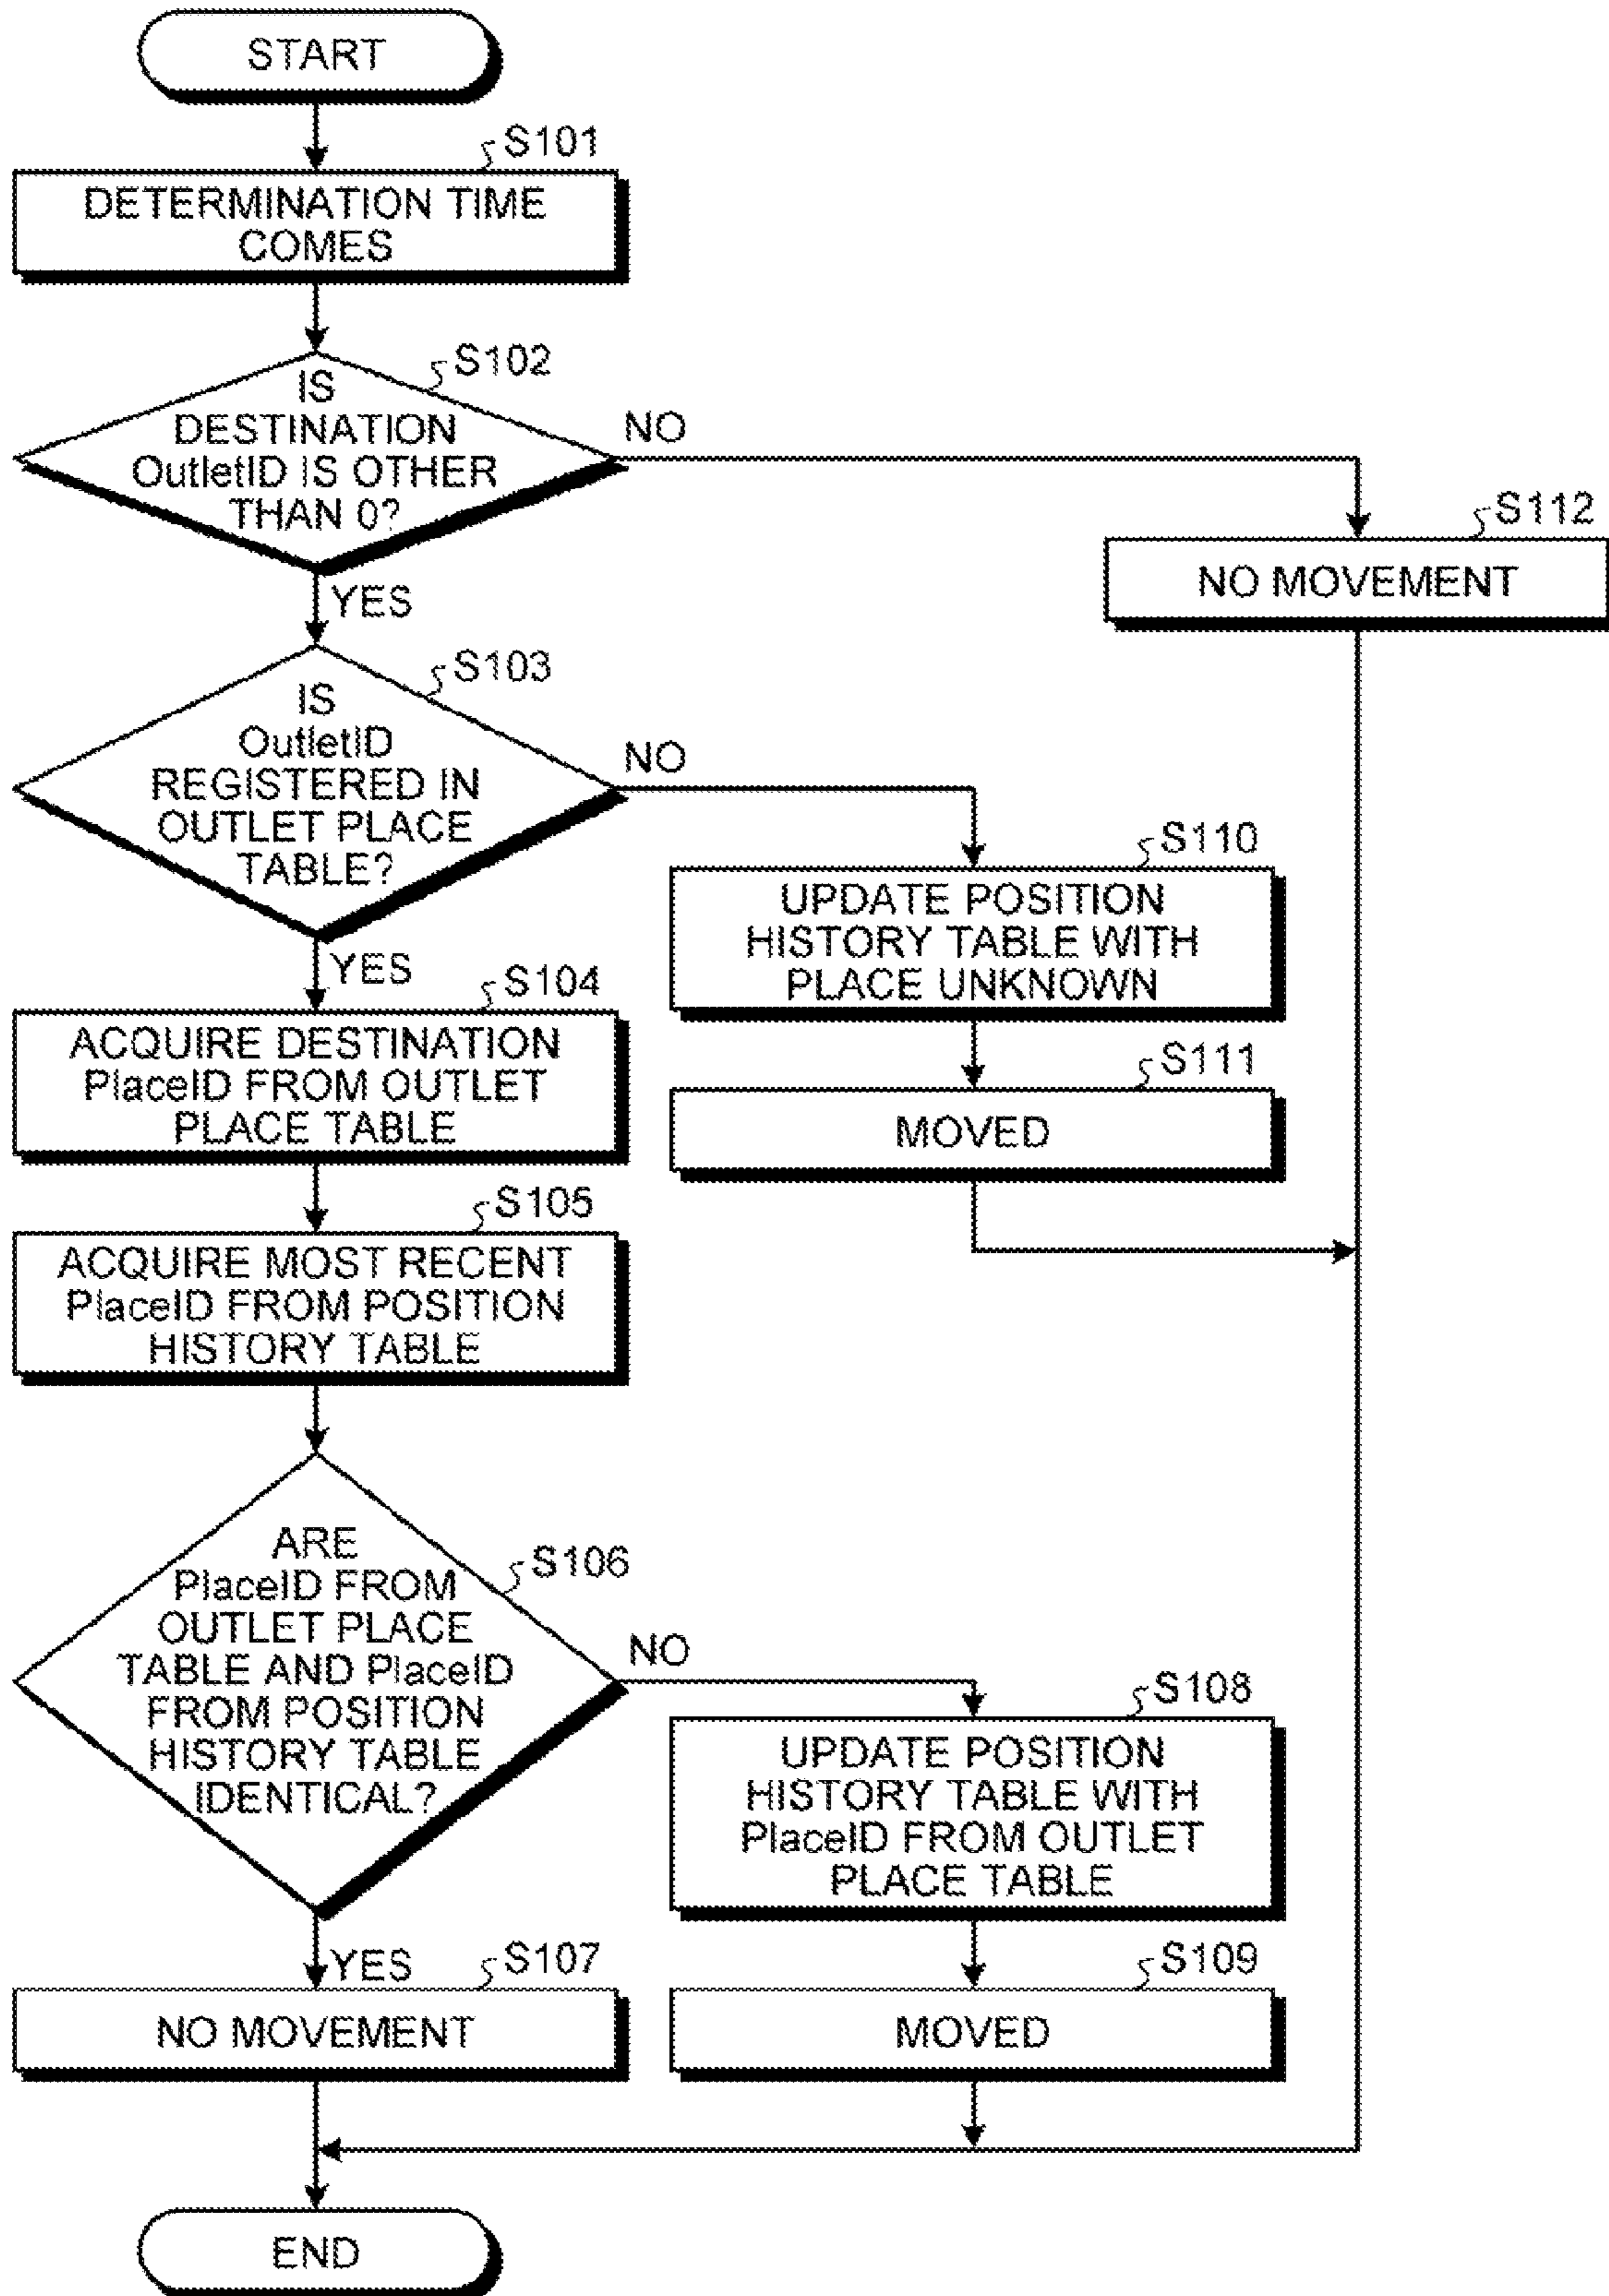 START
S101
DETERMINATION TIME
COMES
S102
IS
DESTINATION
OutletID IS OTHER
THAN 0?
NO
YES
S112
NO MOVEMENT
S103
IS
OutletID
REGISTERED IN
OUTLET PLACE
TABLE?
NO
YES
S110
UPDATE POSITION
HISTORY TABLE WITH
PLACE UNKNOWN
S111
MOVED
S104
ACQUIRE DESTINATION
PlaceID FROM OUTLET
PLACE TABLE
S105
ACQUIRE MOST RECENT
PlaceID FROM POSITION
HISTORY TABLE
S106
ARE
PlaceID FROM
OUTLET PLACE
TABLE AND PlaceID
FROM POSITION
HISTORY TABLE
IDENTICAL?
NO
YES
S108
UPDATE POSITION
HISTORY TABLE WITH
PlaceID FROM OUTLET
PLACE TABLE
S107
NO MOVEMENT
S109
MOVED
END